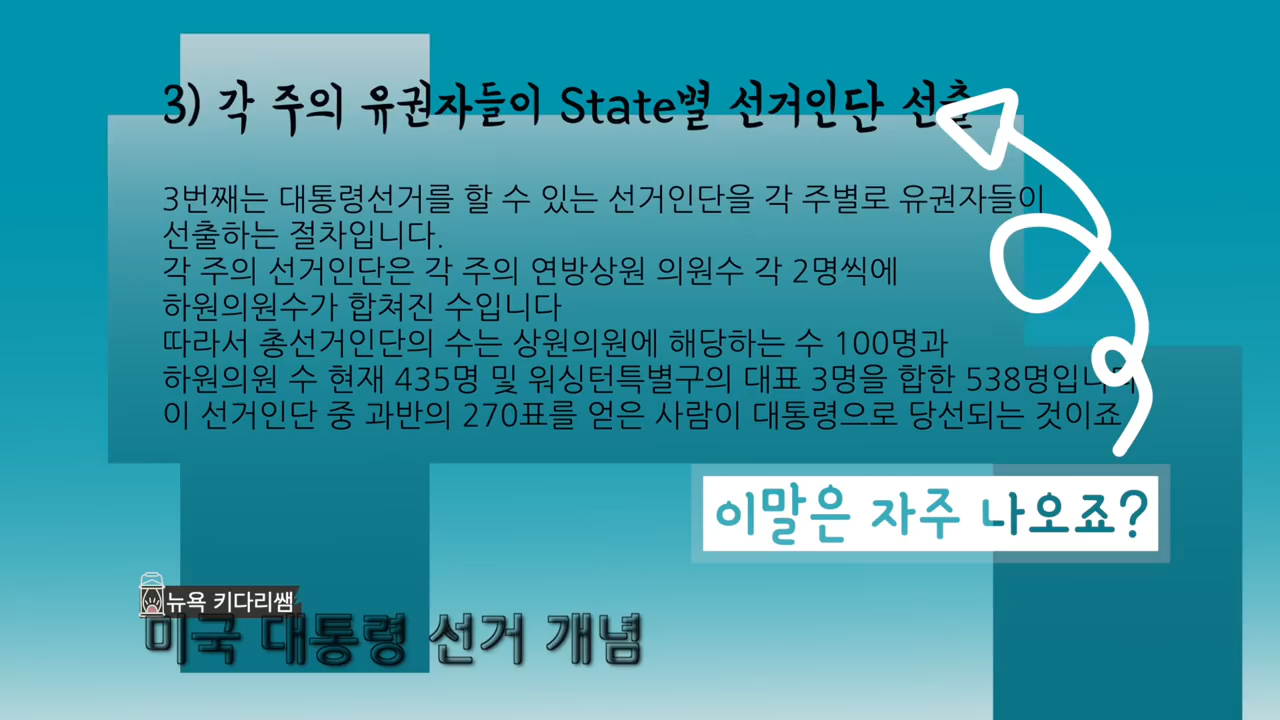 3) 각 주의 유권자들이 State별 선거인단 선출
3번째는 대통령선거를 할 수 있는 선거인단을 각 주별로 유권자들이
선출하는 절차입니다.
각 주의 선거인단은 각 주의 연방상원 의원수 각 2명씩에
하원의원수가 합쳐진 수입니다
따라서 총선거인단의 수는 상원의원에 해당하는 수 100명과
하원의원 수 현재 435명 및 워싱턴특별구의 대표 3명을 합한 538명입니다
이 선거인단 중 과반의 270표를 얻은 사람이 대통령으로 당선되는 것이죠
이말은 자주 나오죠?
뉴욕 키다리쌤
미국 대통령 선거 개념